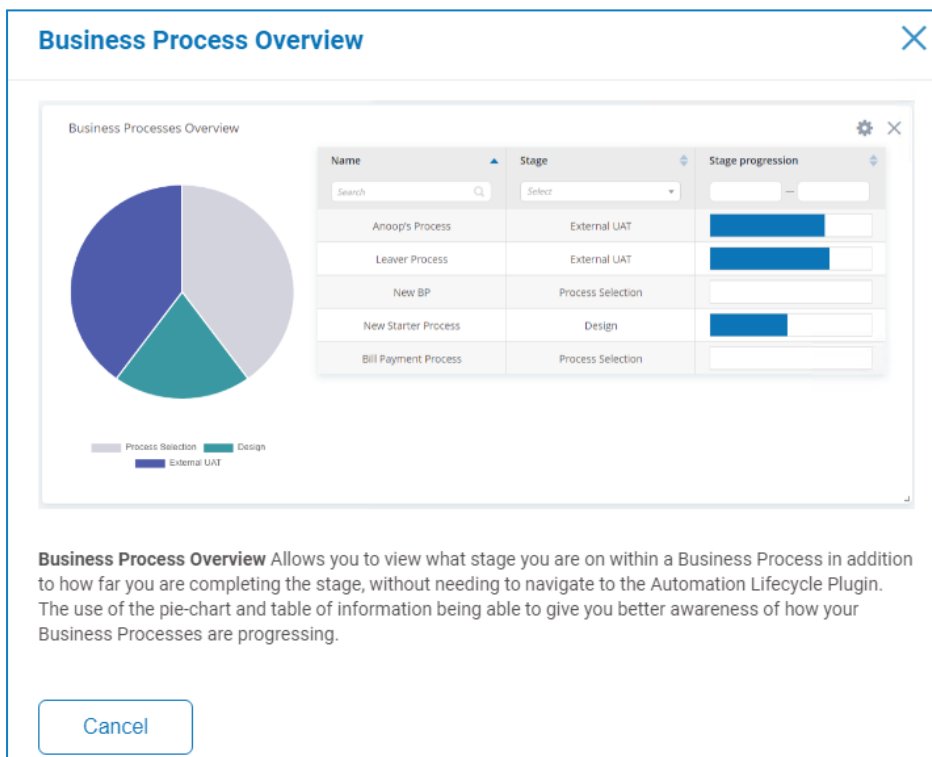 Business Process Overview
Business Processes Overview
Name Stage Stage progression
Search Select —
Anoop's Process External UAT
Leaver Process External UAT
New BP Process Selection
New Starter Process Design
Bill Payment Process Process Selection
Process Selection Design
External UAT
Business Process Overview Allows you to view what stage you are on within a Business Process in addition
to how far you are completing the stage, without needing to navigate to the Automation Lifecycle Plugin.
The use of the pie-chart and table of information being able to give you better awareness of how your
Business Processes are progressing.
Cancel